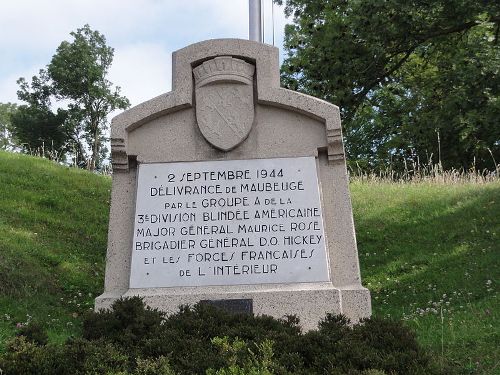 2 SEPTEMBRE 1944
DÉLIVRANCE DE MAUBEUGE
PAR LE GROUPE A DE LA
3E DIVISION BLINDÉE AMÉRICAINE
MAJOR GÉNÉRAL MAURICE ROSE
BRIGADIER GÉNÉRAL D.O. HICKEY
ET LES FORCES FRANÇAISES
DE L'INTÉRIEUR